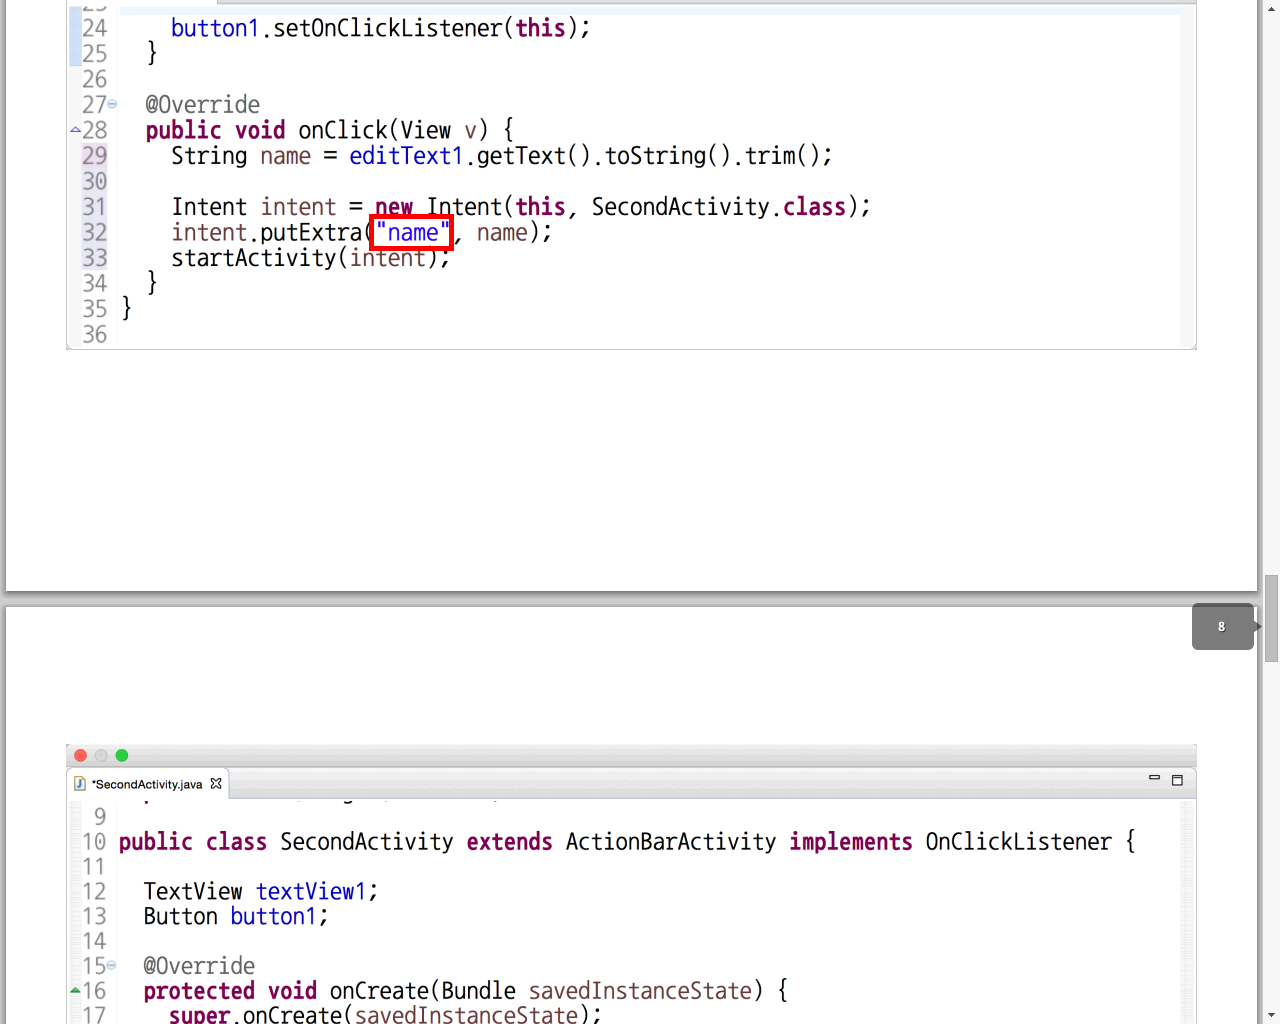 24 button1.setOnClickListener(this);
25 }
26
27 @Override
28 public void onClick(View v) {
29 String name = editText1.getText().toString().trim();
30
31 Intent intent = new Intent(this, SecondActivity.class);
32 intent.putExtra("name", name);
33 startActivity(intent);
34 }
35 }
36
8
*SecondActivity.java
9
10 public class SecondActivity extends ActionBarActivity implements OnClickListener {
11
12 TextView textView1;
13 Button button1;
14
15 @Override
16 protected void onCreate(Bundle savedInstanceState) {
17 super.onCreate(savedInstanceState);